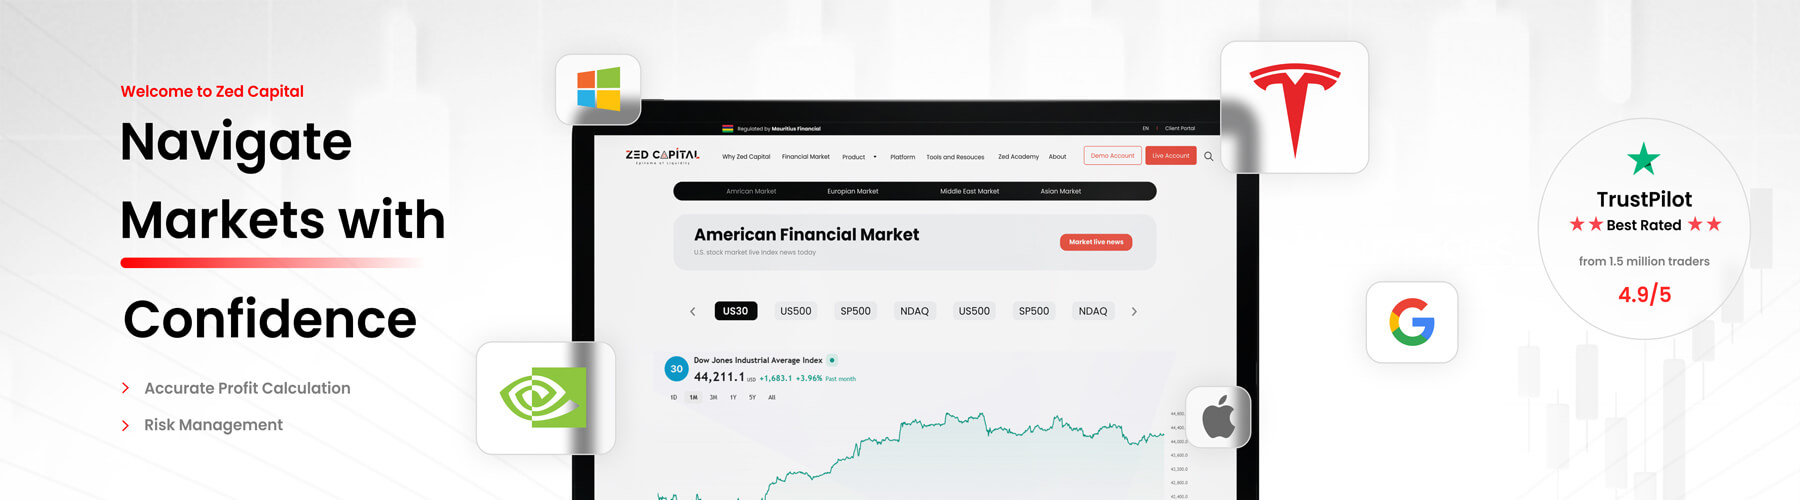 Welcome to Zed Capital
Navigate
Markets with
Confidence
Accurate Profit Calculation
Risk Management
Regulated by Mauritius Financial
EN | Client Portal
ZED CAPITAL
Epitome of Liquidity
Why Zed Capital Financial Market Product Platform Tools and Resouces Zed Academy About Demo Account Live Account
Amrican Market Europian Market Middle East Market Asian Market
American Financial Market
U.S. stock market live Index news today
Market live news
US30 US500 SP500 NDAQ US500 SP500 NDAQ
30
Dow Jones Industrial Average Index
44,211.1 USD +1,683.1 +3.96% Past month
1D 1M 3M 1Y 5Y All
TrustPilot
Best Rated
from 1.5 million traders
4.9/5